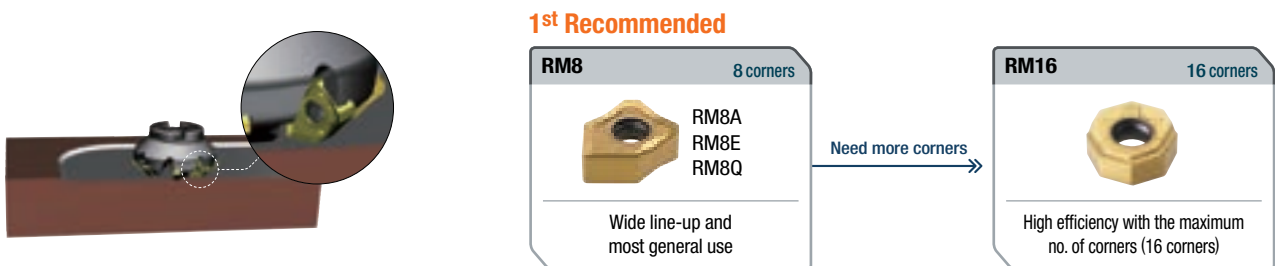 1st Recommended
RM8
8 corners
RM8A
RM8E
RM8Q
Wide line-up and
most general use
Need more corners
RM16
16 corners
High efficiency with the maximum
no. of corners (16 corners)